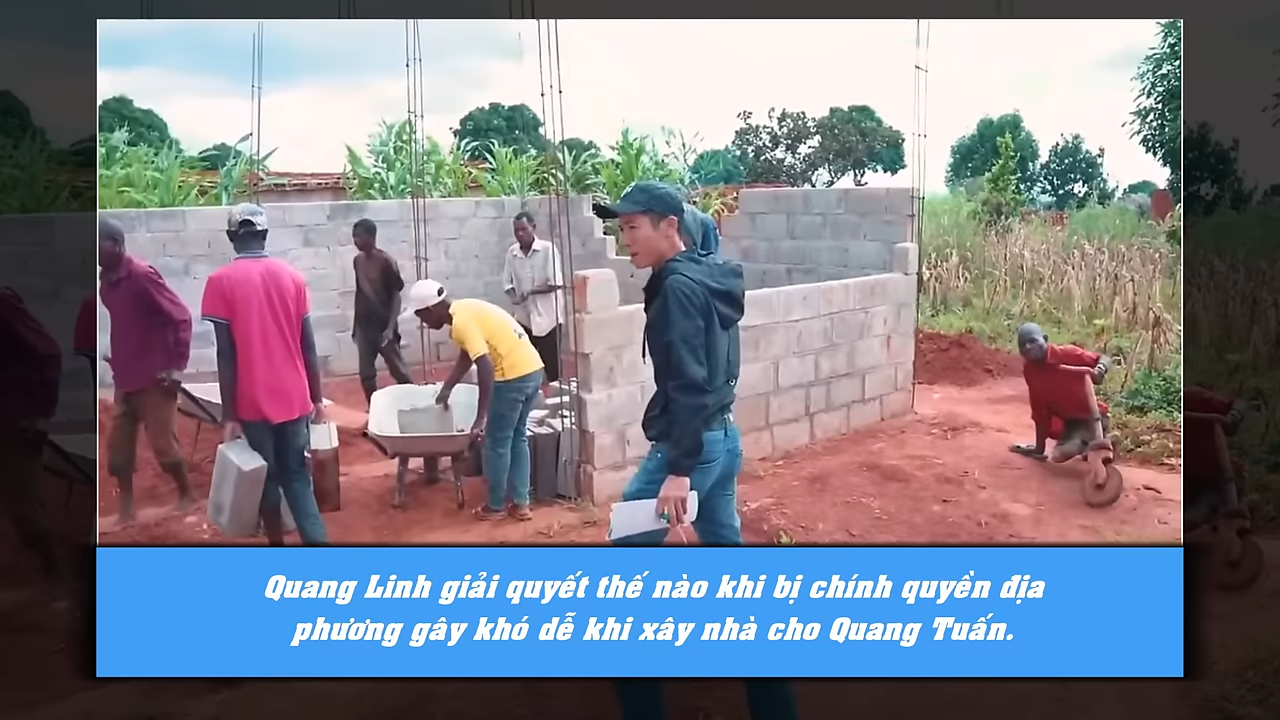 Quang Linh giải quyết thế nào khi bị chính quyền địa
phương gây khó dễ khi xây nhà cho Quang Tuấn.